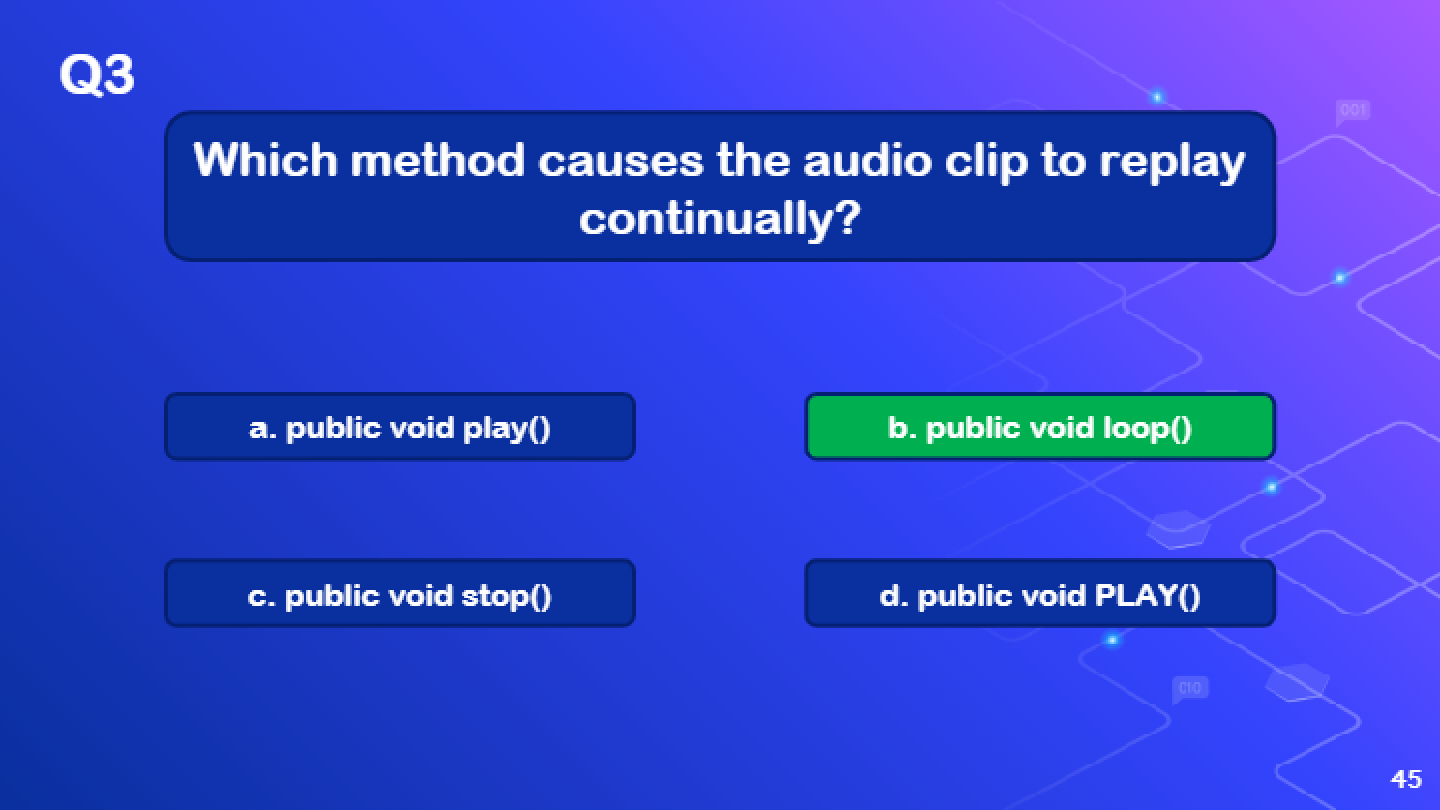 Q3
Which method causes the audio clip to replay
continually?
a. public void play()
b. public void loop()
c. public void stop()
d. public void PLAY()
001
010
45